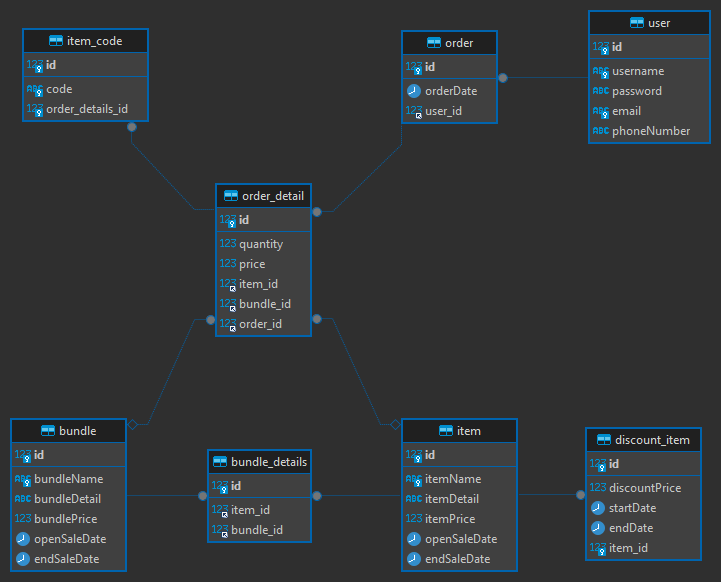 item_code
123 id
ABC code
123 order_details_id
order
123 id
orderDate
123 user_id
user
123 id
ABC username
ABC password
ABC email
ABC phoneNumber
order_detail
123 id
123 quantity
123 price
123 item_id
123 bundle_id
123 order_id
bundle
123 id
ABC bundleName
ABC bundleDetail
123 bundlePrice
openSaleDate
endSaleDate
bundle_details
123 id
123 item_id
123 bundle_id
item
123 id
ABC itemName
ABC itemDetail
123 itemPrice
openSaleDate
endSaleDate
discount_item
123 id
123 discountPrice
startDate
endDate
123 item_id